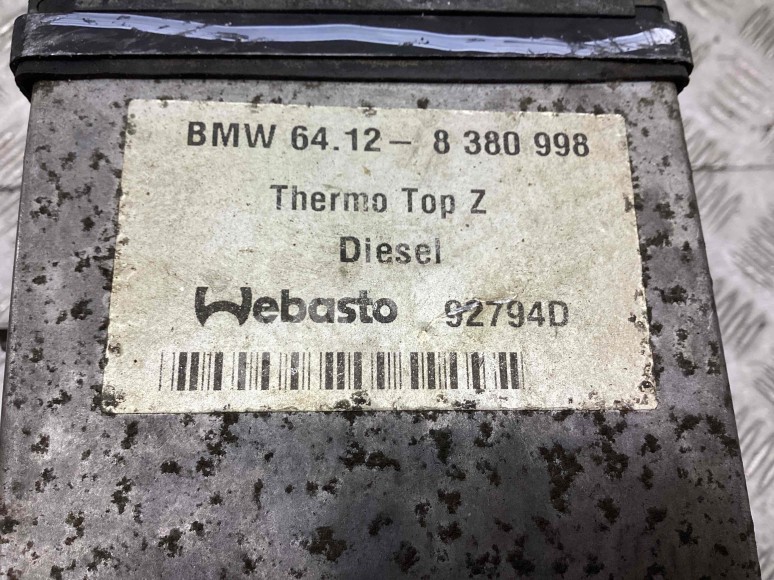 BMW 64.12- 8 380 998
Thermo Top Z
Diesel
Webasto 92794D